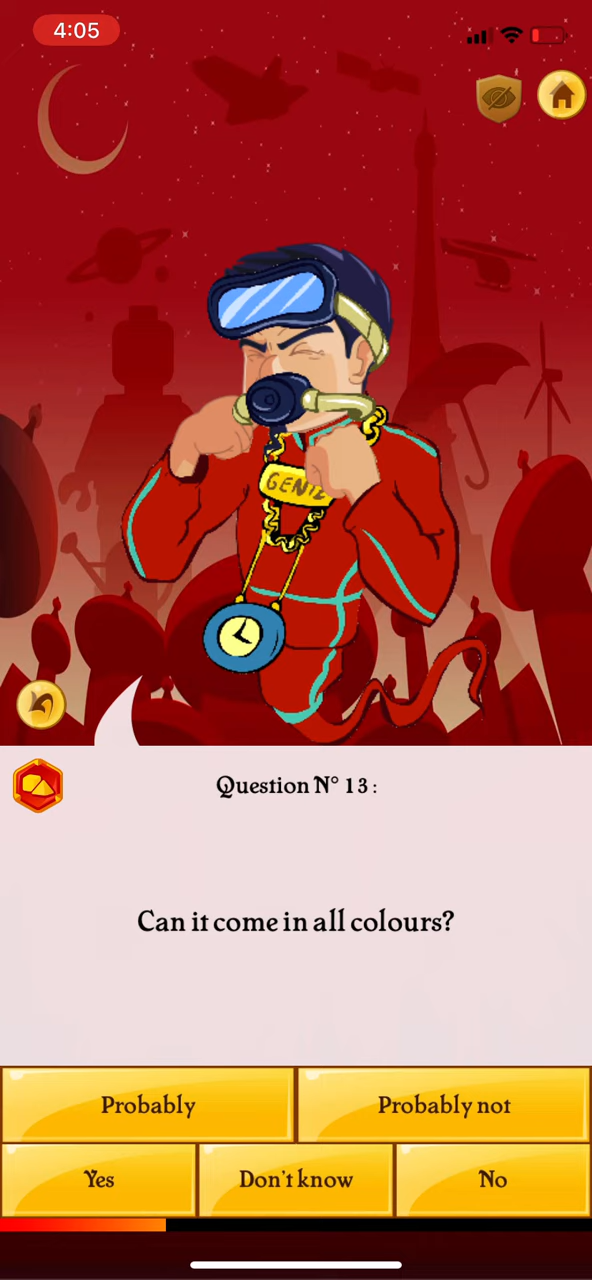 4:05
GENIE
Question N° 13 :
Can it come in all colours?
Probably
Probably not
Yes
Don't know
No